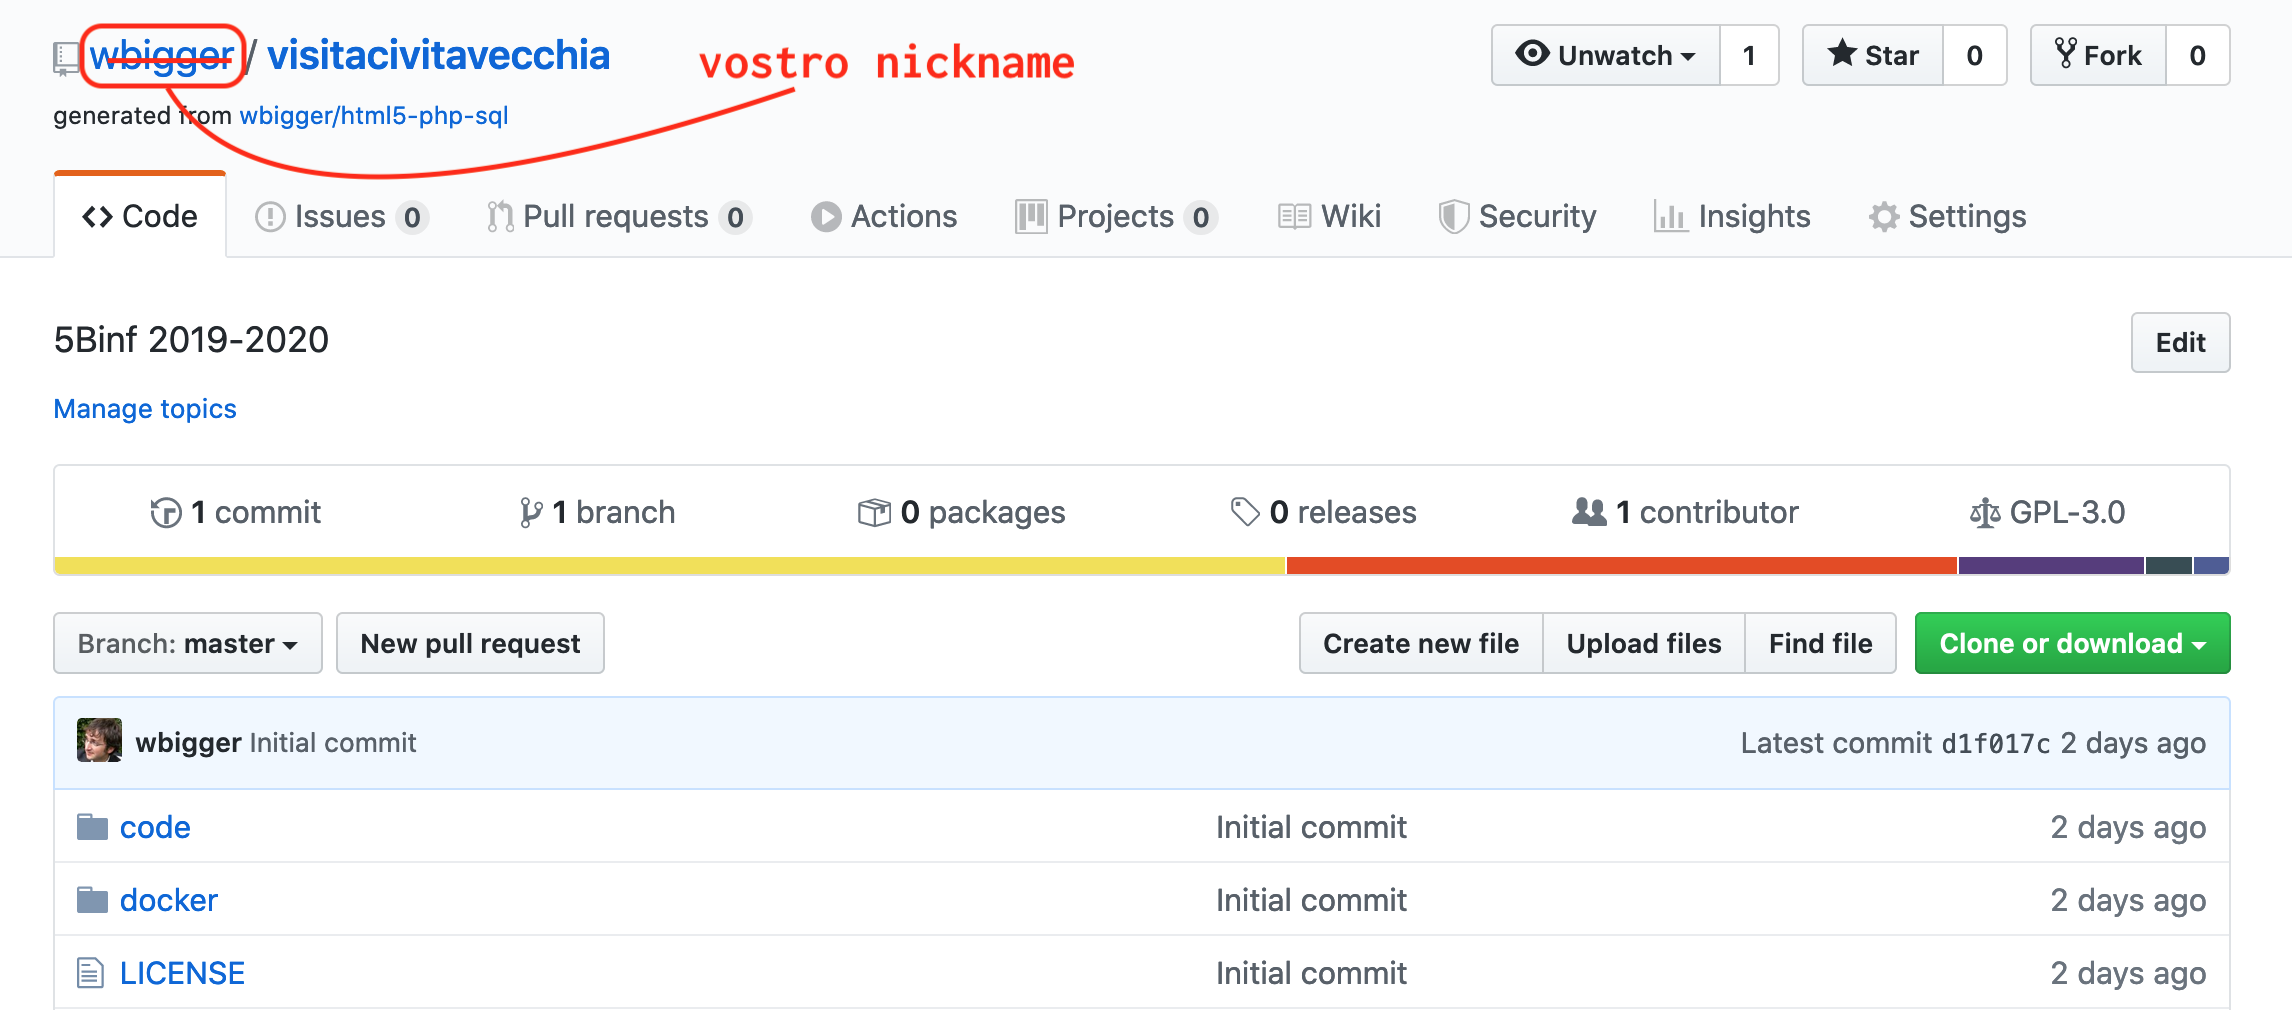 wbigger / visitacivitavecchia
vostro nickname
Unwatch 1
Star 0
Fork 0
generated from wbigger/html5-php-sql
Code
Issues 0
Pull requests 0
Actions
Projects 0
Wiki
Security
Insights
Settings
5Binf 2019-2020
Edit
Manage topics
1 commit
1 branch
0 packages
0 releases
1 contributor
GPL-3.0
Branch: master
New pull request
Create new file
Upload files
Find file
Clone or download
wbigger Initial commit
Latest commit d1f017c 2 days ago
code Initial commit 2 days ago
docker Initial commit 2 days ago
LICENSE Initial commit 2 days ago